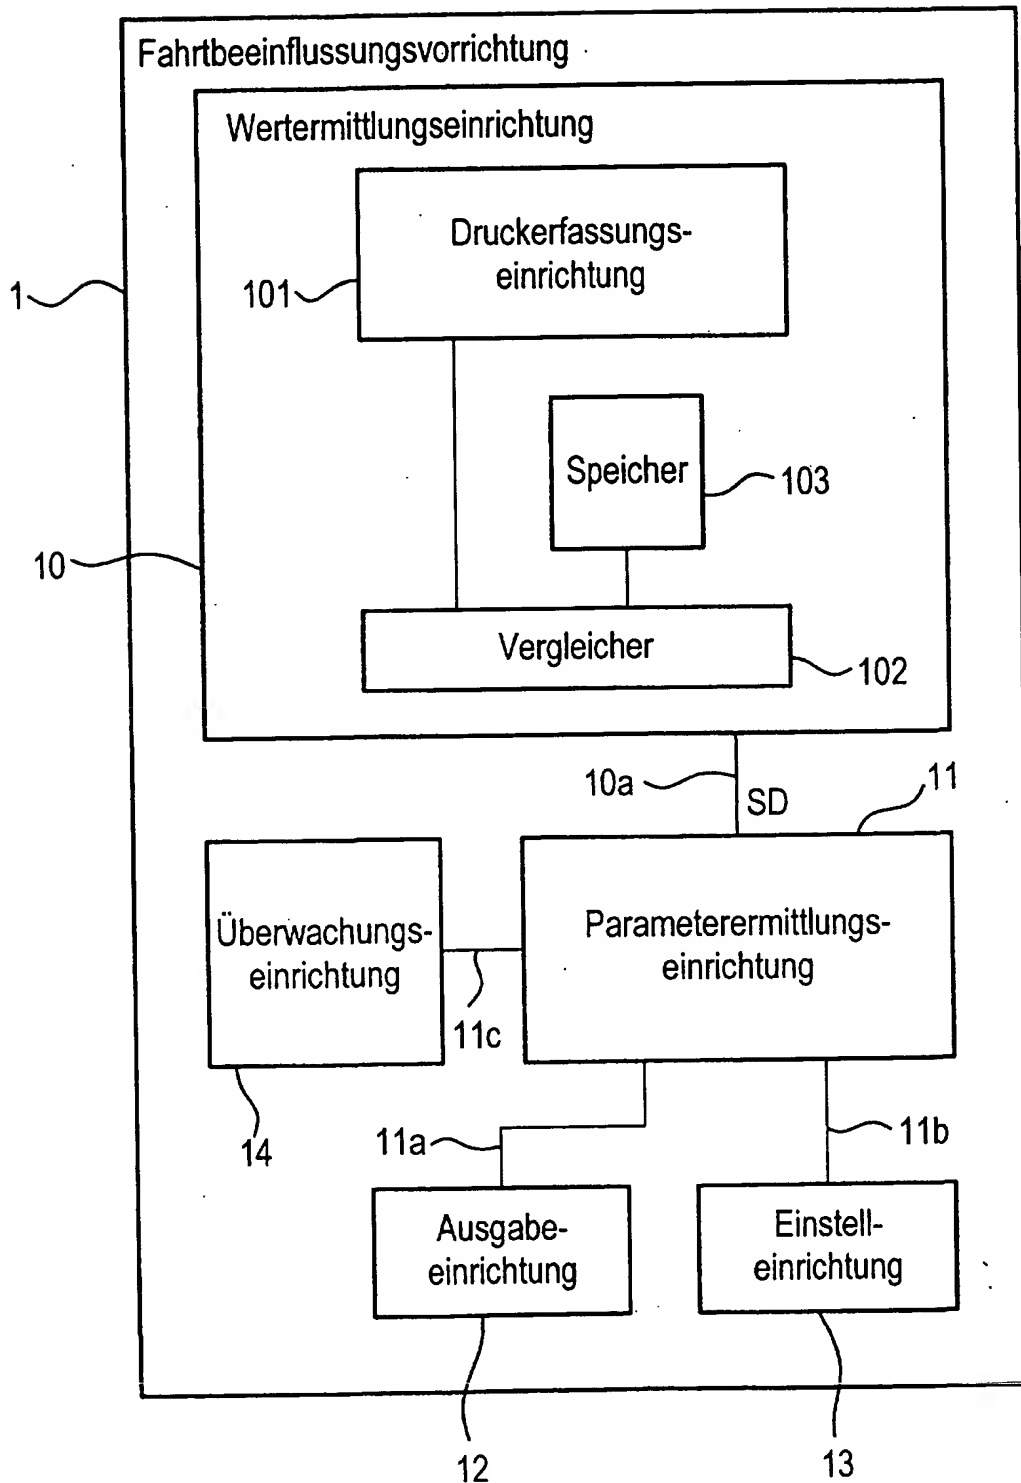 Fahrtbeeinflussungsvorrichtung
Wertermittlungseinrichtung
Druckerfassungs-
einrichtung
101
1
Speicher
103
10
Vergleicher
102
10a
SD
11
Überwachungs-
einrichtung
Parameterermittlungs-
einrichtung
11c
14
11a
11b
Ausgabe-
einrichtung
Einstell-
einrichtung
12
13